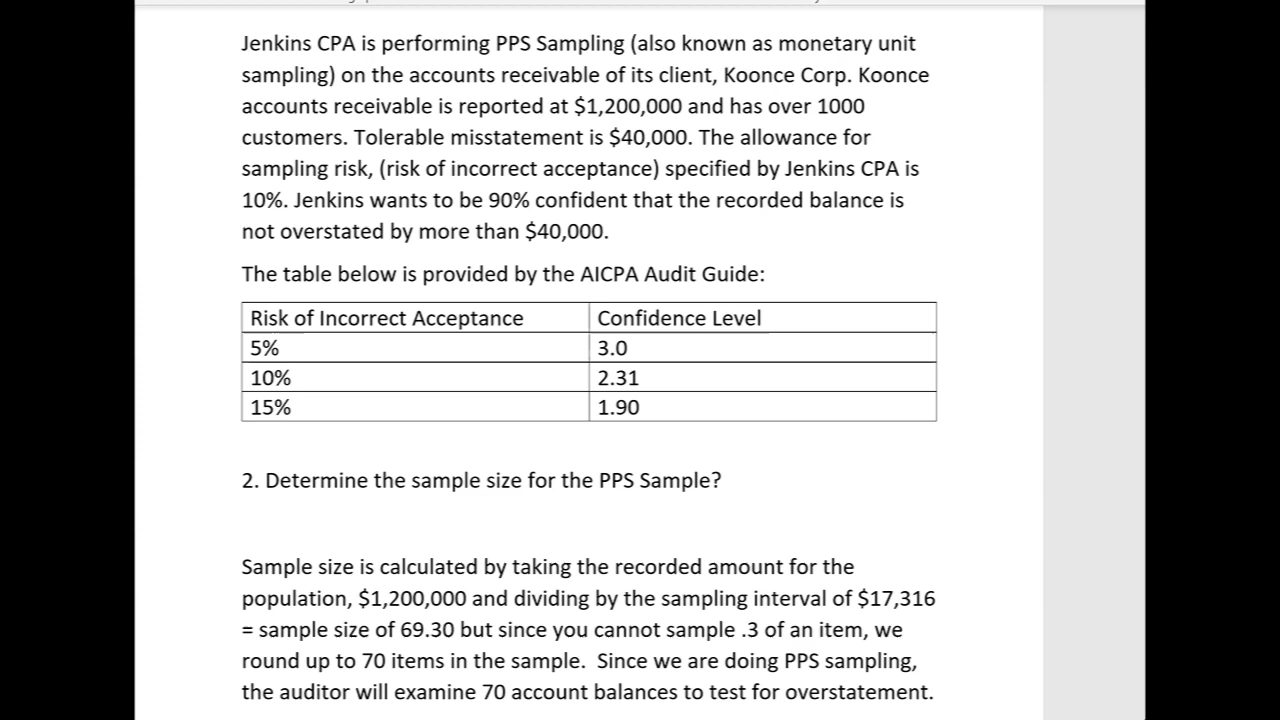 Jenkins CPA is performing PPS Sampling (also known as monetary unit
sampling) on the accounts receivable of its client, Koonce Corp. Koonce
accounts receivable is reported at $1,200,000 and has over 1000
customers. Tolerable misstatement is $40,000. The allowance for
sampling risk, (risk of incorrect acceptance) specified by Jenkins CPA is
10%. Jenkins wants to be 90% confident that the recorded balance is
not overstated by more than $40,000.
The table below is provided by the AICPA Audit Guide:
Risk of Incorrect Acceptance Confidence Level
5% 3.0
10% 2.31
15% 1.90
2. Determine the sample size for the PPS Sample?
Sample size is calculated by taking the recorded amount for the
population, $1,200,000 and dividing by the sampling interval of $17,316
= sample size of 69.30 but since you cannot sample .3 of an item, we
round up to 70 items in the sample.  Since we are doing PPS sampling,
the auditor will examine 70 account balances to test for overstatement.